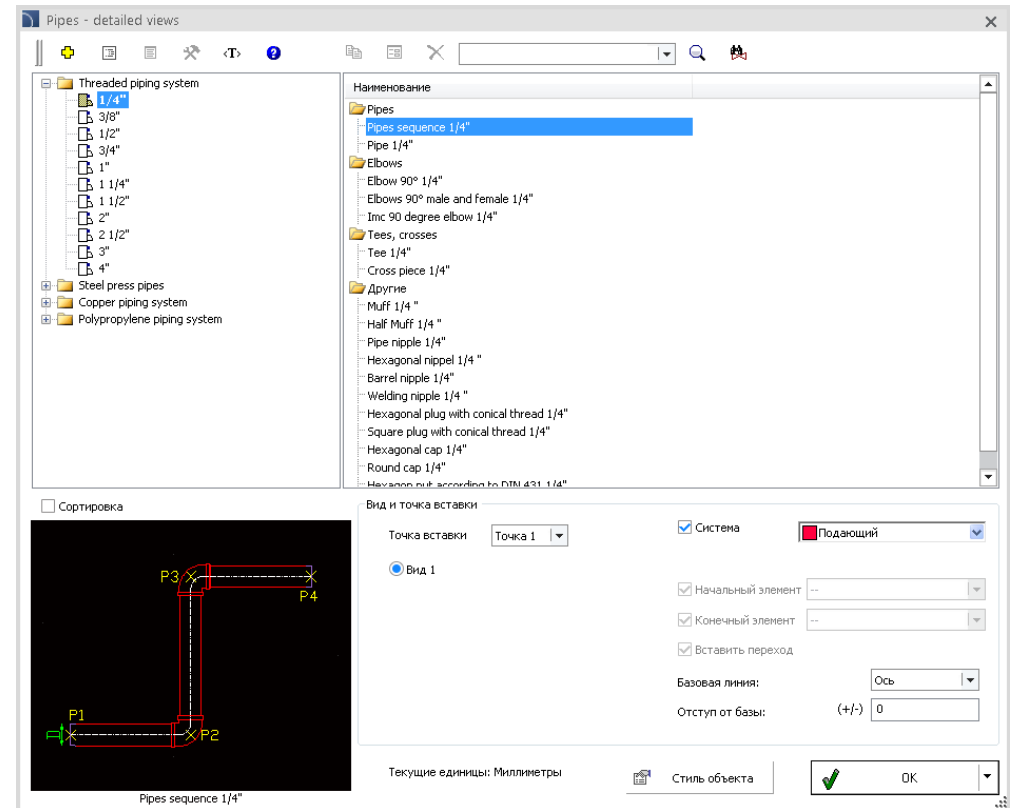 Pipes - detailed views
<T>
Threaded piping system
1/4"
3/8"
1/2"
3/4"
1"
1 1/4"
1 1/2"
2"
2 1/2"
3"
4"
Steel press pipes
Copper piping system
Polypropylene piping system
Наименование
Pipes
Pipes sequence 1/4"
Pipe 1/4"
Elbows
Elbow 90° 1/4"
Elbows 90° male and female 1/4"
Imc 90 degree elbow 1/4"
Tees, crosses
Tee 1/4"
Cross piece 1/4"
Другие
Muff 1/4 "
Half Muff 1/4 "
Pipe nipple 1/4"
Hexagonal nippel 1/4 "
Barrel nipple 1/4"
Welding nipple 1/4 "
Hexagonal plug with conical thread 1/4"
Square plug with conical thread 1/4"
Hexagonal cap 1/4"
Round cap 1/4"
Hexagon nut according to DIN 431 1/4"
Сортировка
P3
P4
P1
D
P2
Pipes sequence 1/4"
Вид и точка вставки
Точка вставки Точка 1
Вид 1
Система Подающий
Начальный элемент --
Конечный элемент --
Вставить переход
Базовая линия: Ось
Отступ от базы: (+/-) 0
Текущие единицы: Миллиметры
Стиль объекта
OK